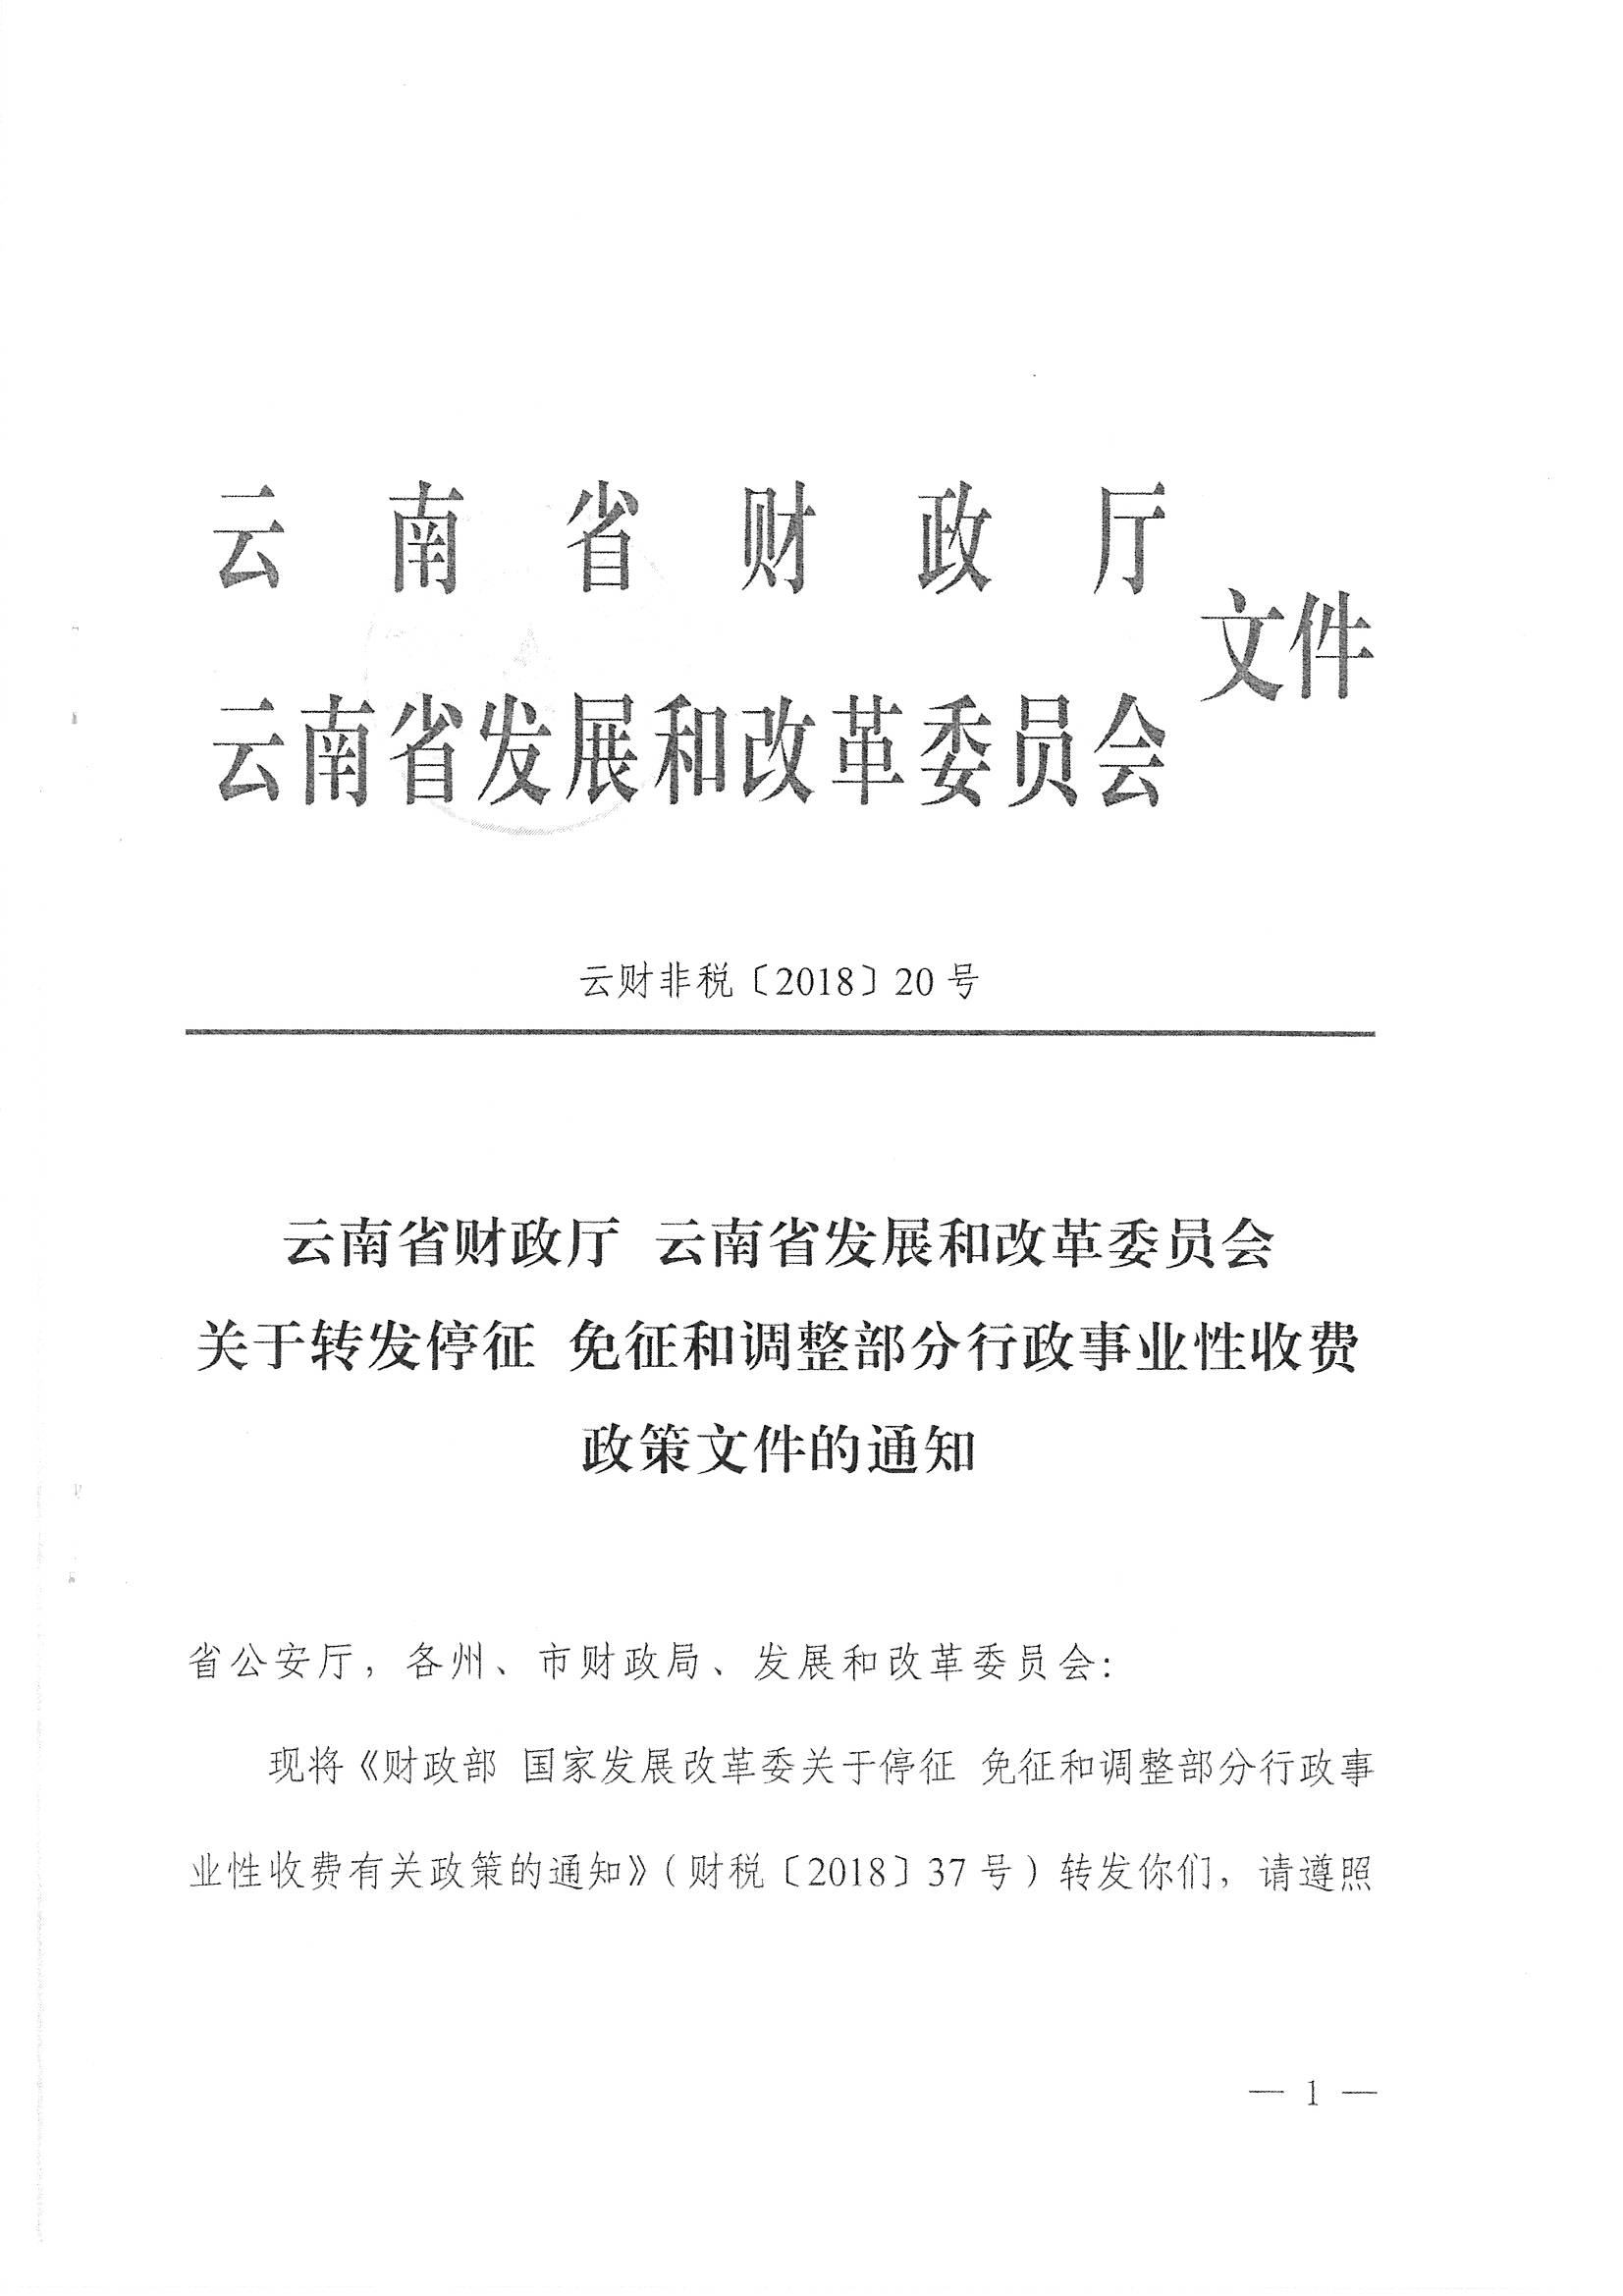 云南省财政厅
文件
云南省发展和改革委员会
云财非税〔2018〕20号
云南省财政厅 云南省发展和改革委员会
关于转发停征 免征和调整部分行政事业性收费
政策文件的通知
省公安厅，各州、市财政局、发展和改革委员会：
现将《财政部 国家发展改革委关于停征 免征和调整部分行政事
业性收费有关政策的通知》（财税〔2018〕37号）转发你们，请遵照
— 1 —